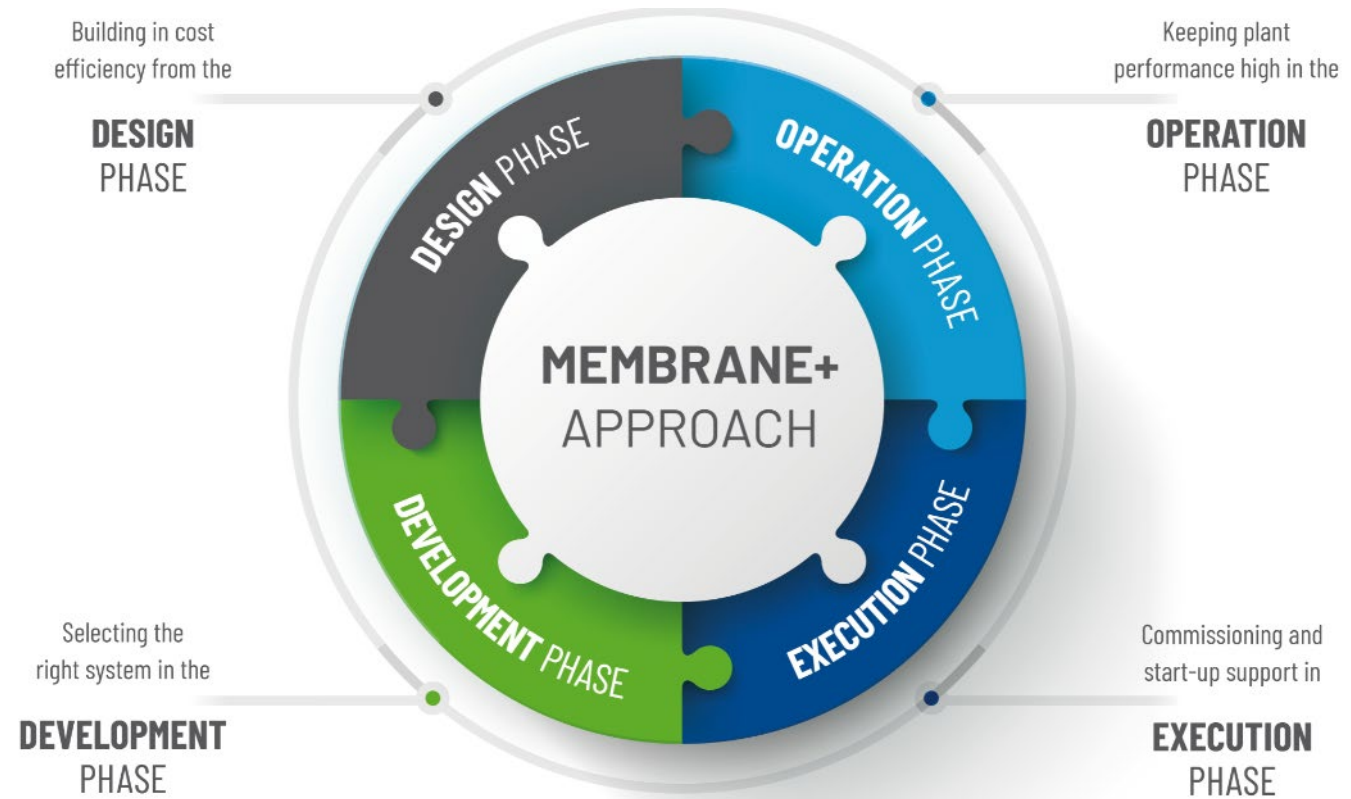 Building in cost
efficiency from the
DESIGN
PHASE
Keeping plant
performance high in the
OPERATION
PHASE
DESIGN PHASE
OPERATION PHASE
MEMBRANE+
APPROACH
DEVELOPMENT PHASE
EXECUTION PHASE
Selecting the
right system in the
DEVELOPMENT
PHASE
Commissioning and
start-up support in
EXECUTION
PHASE